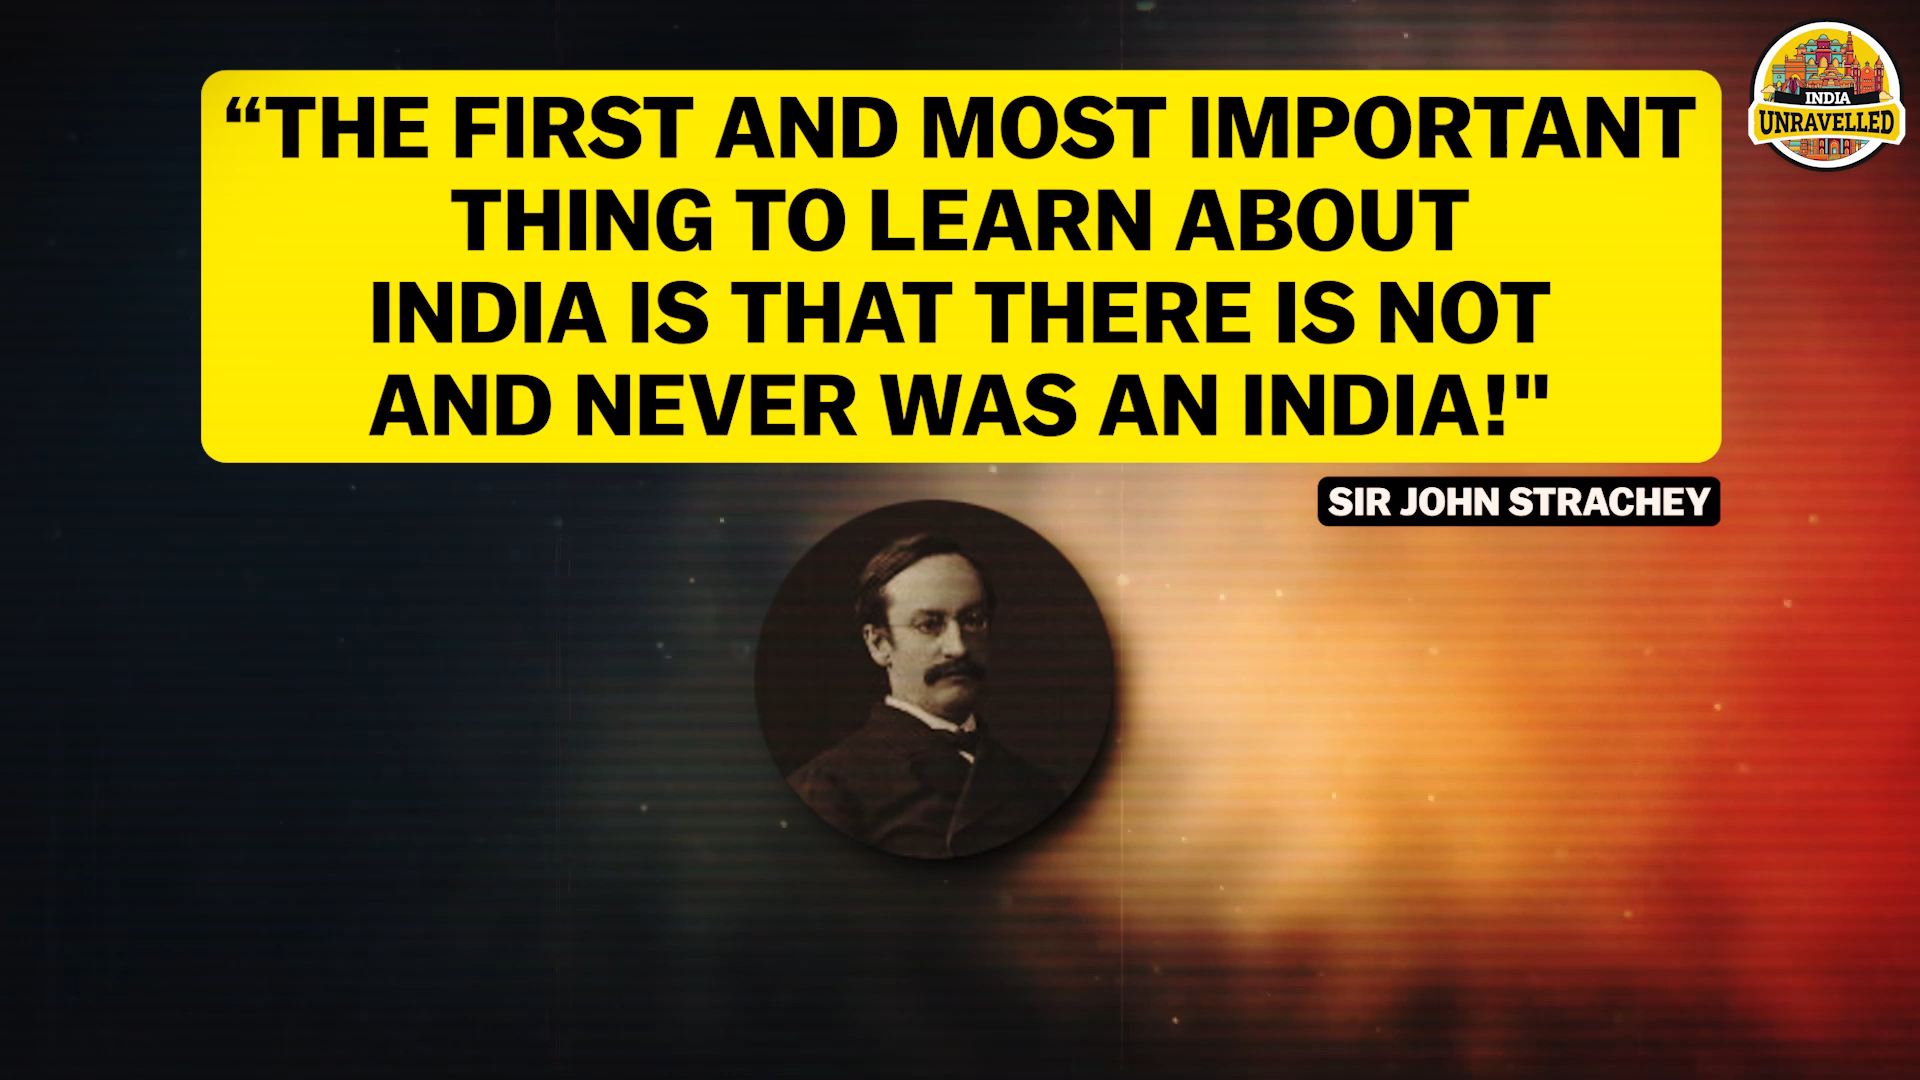 “THE FIRST AND MOST IMPORTANT
THING TO LEARN ABOUT
INDIA IS THAT THERE IS NOT
AND NEVER WAS AN INDIA!"
SIR JOHN STRACHEY
INDIA
UNRAVELLED